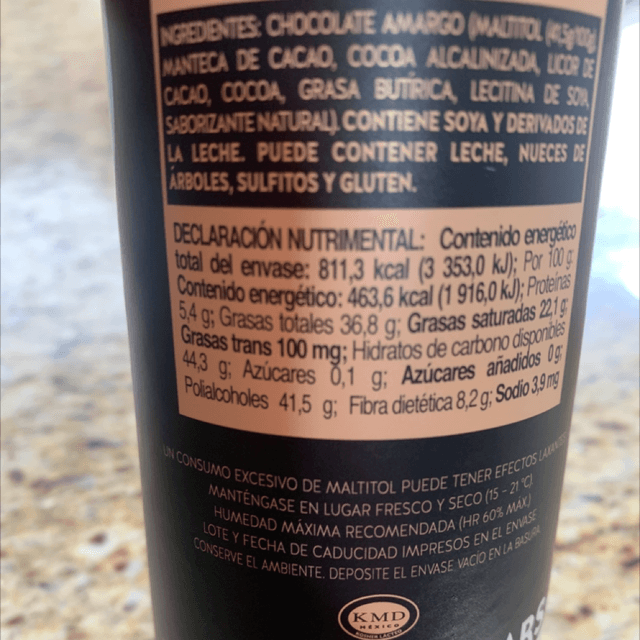 INGREDIENTES: CHOCOLATE AMARGO (MALTITOL (41,5g/100g),
MANTECA DE CACAO, COCOA ALCALINIZADA, LICOR DE
CACAO, COCOA, GRASA BUTÍRICA, LECITINA DE SOYA,
SABORIZANTE NATURAL). CONTIENE SOYA Y DERIVADOS DE
LA LECHE. PUEDE CONTENER LECHE, NUECES DE
ÁRBOLES, SULFITOS Y GLUTEN.
DECLARACIÓN NUTRIMENTAL: Contenido energético
total del envase: 811,3 kcal (3 353,0 kJ); Por 100 g
Contenido energético: 463,6 kcal (1 916,0 kJ); Proteínas
5,4 g; Grasas totales 36,8 g; Grasas saturadas 22,1 g;
Grasas trans 100 mg; Hidratos de carbono disponibles
44,3 g; Azúcares 0,1 g; Azúcares añadidos 0 g;
Polialcoholes 41,5 g; Fibra dietética 8,2 g; Sodio 3,9 mg
UN CONSUMO EXCESIVO DE MALTITOL PUEDE TENER EFECTOS LAXANTES
MANTÉNGASE EN LUGAR FRESCO Y SECO (15 - 21 °C)
HUMEDAD MÁXIMA RECOMENDADA (HR 60% MÁX.)
LOTE Y FECHA DE CADUCIDAD IMPRESOS EN EL ENVASE.
CONSERVE EL AMBIENTE. DEPOSITE EL ENVASE VACÍO EN LA BASURA.
KMD
MÉXICO
KOSHER LECTEO